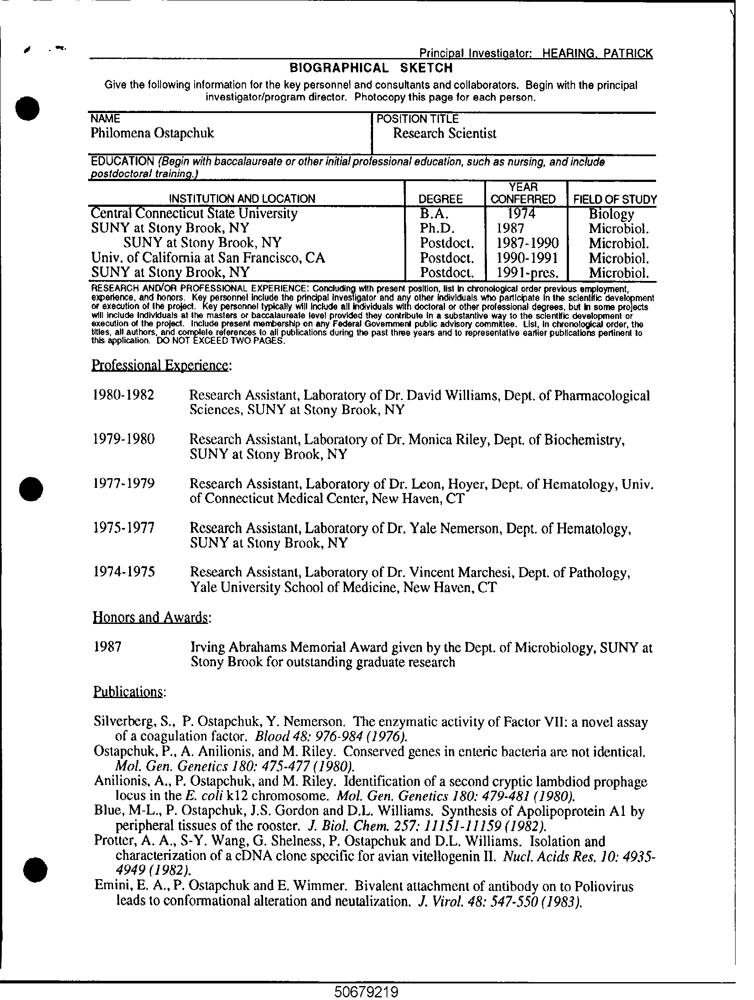 Principal Investigator: HEARING, PATRICK
BIOGRAPHICAL SKETCH
Give the following information for the key personnel and consultants and collaborators. Begin with the principal
investigator/program director. Photocopy this page for each person.
NAME POSITION TITLE
Philomena Ostapchuk Research Scientist
EDUCATION (Begin with baccalaureate or other initial professional education, such as nursing, and include
postdoctoral training.)
INSTITUTION AND LOCATION DEGREE YEAR CONFERRED FIELD OF STUDY
Central Connecticut State University B.A. 1974 Biology
SUNY at Stony Brook, NY Ph.D. 1987 Microbiol.
SUNY at Stony Brook, NY Postdoct. 1987-1990 Microbiol.
Univ. of California at San Francisco, CA Postdoct. 1990-1991 Microbiol.
SUNY at Stony Brook, NY Postdoct. 1991-pres. Microbiol.
RESEARCH AND/OR PROFESSIONAL EXPERIENCE: Concluding with present position, list in chronological order previous employment,
experience, and honors. Key personnel include the principal investigator and any other individuals who participate in the scientific development
or execution of the project. Key personnel typically will include all individuals with doctoral or other professional degrees, but in some projects
will include individuals at the masters or baccalaureate level provided they contribute in a substantive way to the scientific development or
execution of the project. Include present membership on any Federal Government public advisory committee. List, in chronological order, the
titles, all authors, and complete references to all publications during the past three years and to representative earlier publications pertinent to
this application. DO NOT EXCEED TWO PAGES.
Professional Experience:
1980-1982 Research Assistant, Laboratory of Dr. David Williams, Dept. of Pharmacological
Sciences, SUNY at Stony Brook, NY
1979-1980 Research Assistant, Laboratory of Dr. Monica Riley, Dept. of Biochemistry,
SUNY at Stony Brook, NY
1977-1979 Research Assistant, Laboratory of Dr. Leon, Hoyer, Dept. of Hematology, Univ.
of Connecticut Medical Center, New Haven, CT
1975-1977 Research Assistant, Laboratory of Dr. Yale Nemerson, Dept. of Hematology,
SUNY at Stony Brook, NY
1974-1975 Research Assistant, Laboratory of Dr. Vincent Marchesi, Dept. of Pathology,
Yale University School of Medicine, New Haven, CT
Honors and Awards:
1987 Irving Abrahams Memorial Award given by the Dept. of Microbiology, SUNY at
Stony Brook for outstanding graduate research
Publications:
Silverberg, S., P. Ostapchuk, Y. Nemerson. The enzymatic activity of Factor VII: a novel assay
of a coagulation factor. Blood 48: 976-984 (1976).
Ostapchuk, P., A. Anilionis, and M. Riley. Conserved genes in enteric bacteria are not identical.
Mol. Gen. Genetics 180: 475-477 (1980).
Anilionis, A., P. Ostapchuk, and M. Riley. Identification of a second cryptic lambdiod prophage
locus in the E. coli k12 chromosome. Mol. Gen. Genetics 180: 479-481 (1980).
Blue, M-L., P. Ostapchuk, J.S. Gordon and D.L. Williams. Synthesis of Apolipoprotein A1 by
peripheral tissues of the rooster. J. Biol. Chem. 257: 11151-11159 (1982).
Protter, A. A., S-Y. Wang, G. Shelness, P. Ostapchuk and D.L. Williams. Isolation and
characterization of a cDNA clone specific for avian vitellogenin II. Nucl. Acids Res. 10: 4935-
4949 (1982).
Emini, E. A., P. Ostapchuk and E. Wimmer. Bivalent attachment of antibody on to Poliovirus
leads to conformational alteration and neutalization. J. Virol. 48: 547-550 (1983).
50679219